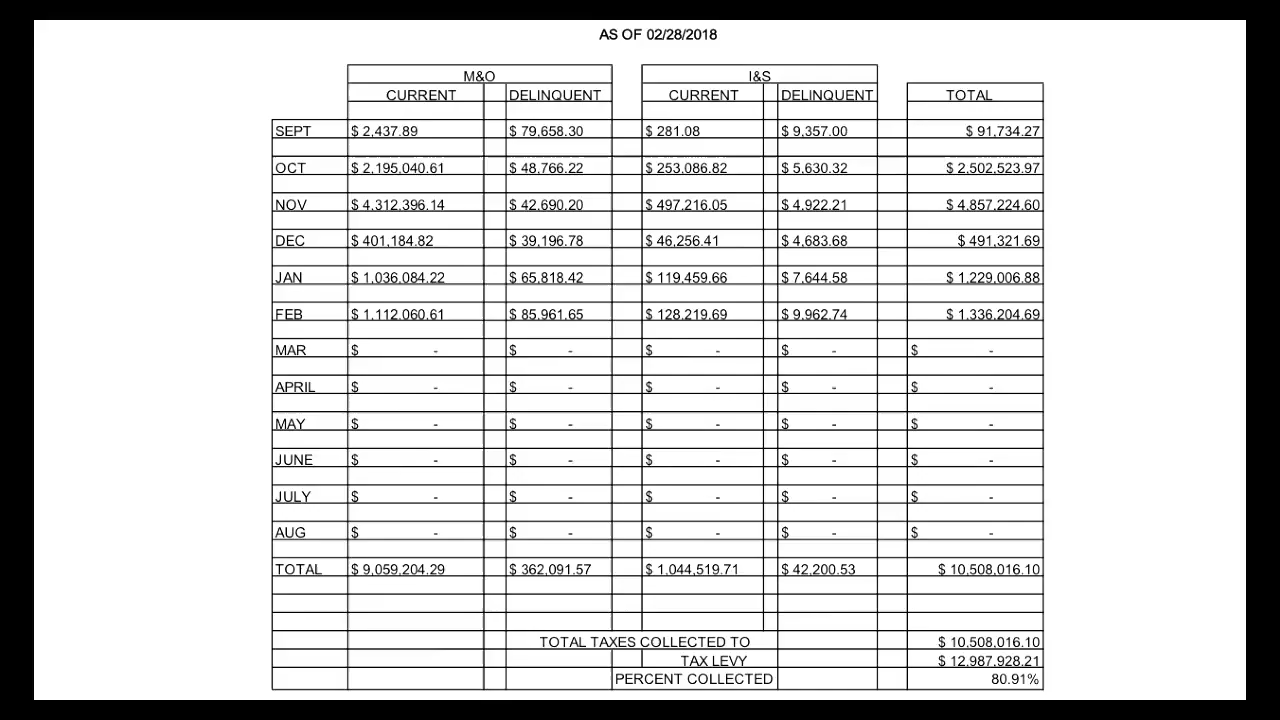 AS OF 02/28/2018
M&O I&S
CURRENT DELINQUENT CURRENT DELINQUENT TOTAL
SEPT $ 2,437.89 $ 79,658.30 $ 281.08 $ 9,357.00 $ 91,734.27
OCT $ 2,195,040.61 $ 48,766.22 $ 253,086.82 $ 5,630.32 $ 2,502,523.97
NOV $ 4,312,396.14 $ 42,690.20 $ 497,216.05 $ 4,922.21 $ 4,857,224.60
DEC $ 401,184.82 $ 39,196.78 $ 46,256.41 $ 4,683.68 $ 491,321.69
JAN $ 1,036,084.22 $ 65,818.42 $ 119,459.66 $ 7,644.58 $ 1,229,006.88
FEB $ 1,112,060.61 $ 85,961.65 $ 128,219.69 $ 9,962.74 $ 1,336,204.69
MAR $ - $ - $ - $ - $ -
APRIL $ - $ - $ - $ - $ -
MAY $ - $ - $ - $ - $ -
JUNE $ - $ - $ - $ - $ -
JULY $ - $ - $ - $ - $ -
AUG $ - $ - $ - $ - $ -
TOTAL $ 9,059,204.29 $ 362,091.57 $ 1,044,519.71 $ 42,200.53 $ 10,508,016.10
TOTAL TAXES COLLECTED TO $ 10,508,016.10
TAX LEVY $ 12,987,928.21
PERCENT COLLECTED 80.91%